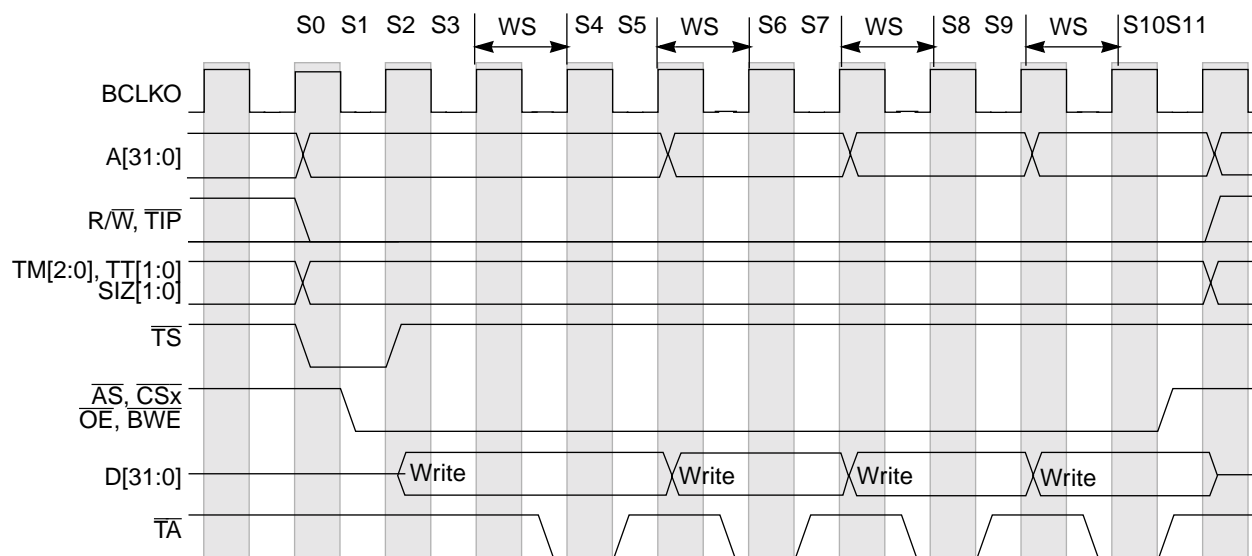 S0 S1 S2 S3 WS S4 S5 WS S6 S7 WS S8 S9 WS S10S11
BCLKO
A[31:0]
R/W, TIP
TM[2:0], TT[1:0]
SIZ[1:0]
TS
AS, CSx
OE, BWE
D[31:0] Write Write Write Write
TA